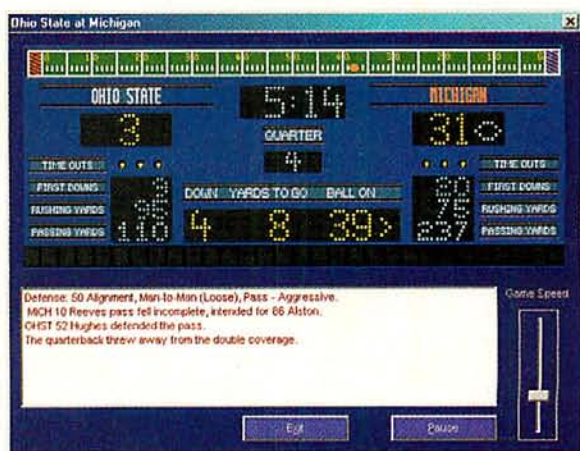 Ohio State at Michigan
OHIO STATE
5:14
MICHIGAN
3
QUARTER
31
4
TIME OUTS
TIME OUTS
FIRST DOWNS
9
DOWN
YARDS TO GO
BALL ON
20
FIRST DOWNS
RUSHING YARDS
95
4
8
39>
75
RUSHING YARDS
PASSING YARDS
110
237
PASSING YARDS
Defense: 50 Alignment, Man-to-Man (Loose), Pass - Aggressive.
MICH 10 Reeves pass fell incomplete, intended for 86 Alston.
OHST 52 Hughes defended the pass.
The quarterback threw away from the double coverage.
Game Speed
Exit
Pause